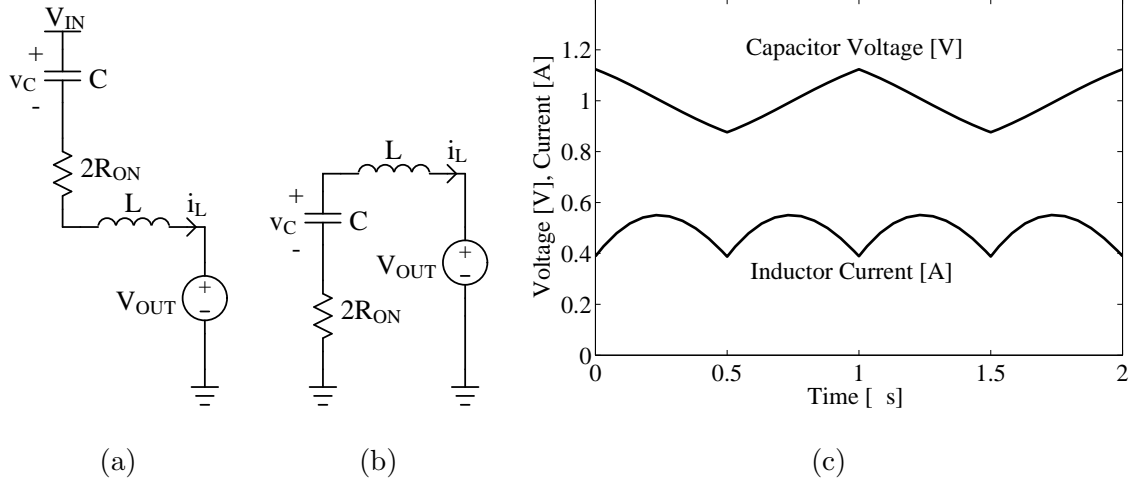 V_IN
+
v_C
C
-
2R_ON
L
i_L
+
V_OUT
-
L
i_L
+
v_C
C
-
+
V_OUT
-
2R_ON
Voltage [V], Current [A]
1.2
1
0.8
0.6
0.4
0.2
0
Capacitor Voltage [V]
Inductor Current [A]
0 0.5 1 1.5 2
Time [ s]
(a) (b) (c)